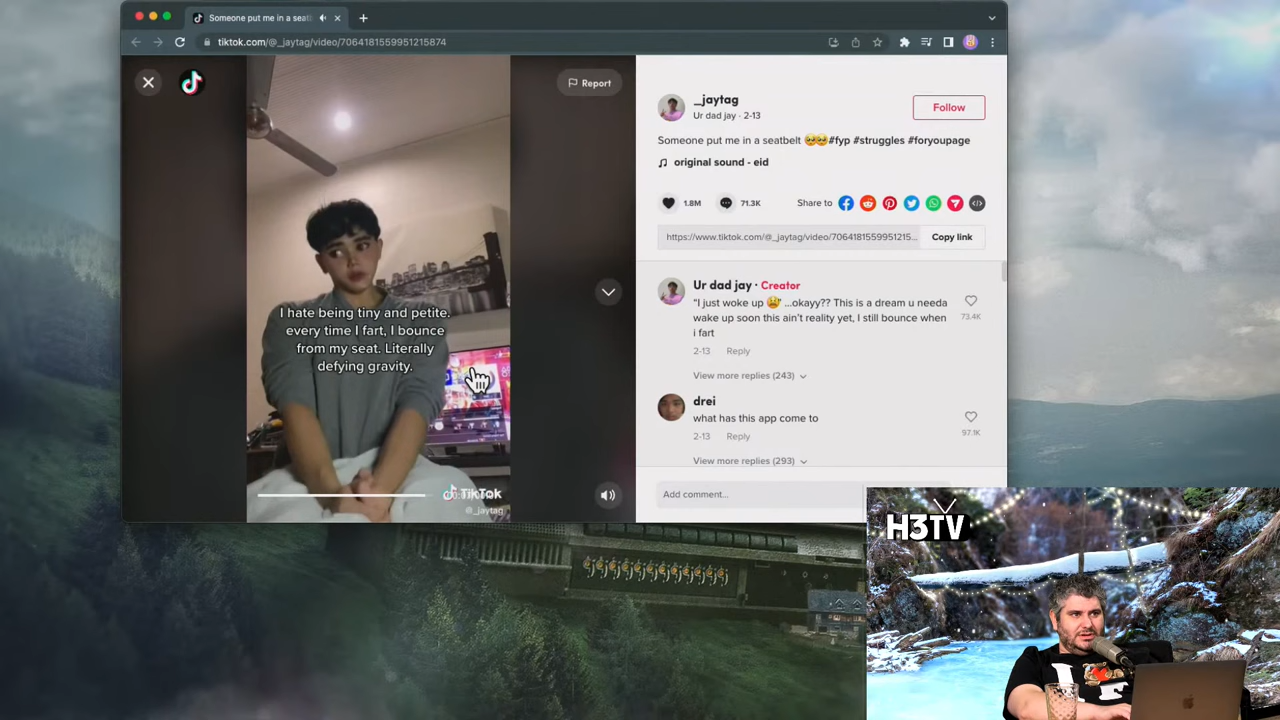 Someone put me in a seatb
tiktok.com/@_jaytag/video/7064181559951215874
Report
I hate being tiny and petite.
every time I fart, I bounce
from my seat. Literally
defying gravity.
TikTok
@_jaytag
_jaytag
Ur dad jay · 2-13
Follow
Someone put me in a seatbelt 🥺🥺#fyp #struggles #foryoupage
original sound - eid
1.8M
71.3K
Share to
https://www.tiktok.com/@_jaytag/video/7064181559951215...
Copy link
Ur dad jay · Creator
"I just woke up 😫" ...okayy?? This is a dream u needa
wake up soon this ain't reality yet, I still bounce when
i fart
73.4K
2-13 Reply
View more replies (243)
drei
what has this app come to
97.1K
2-13 Reply
View more replies (293)
Add comment...
H3TV